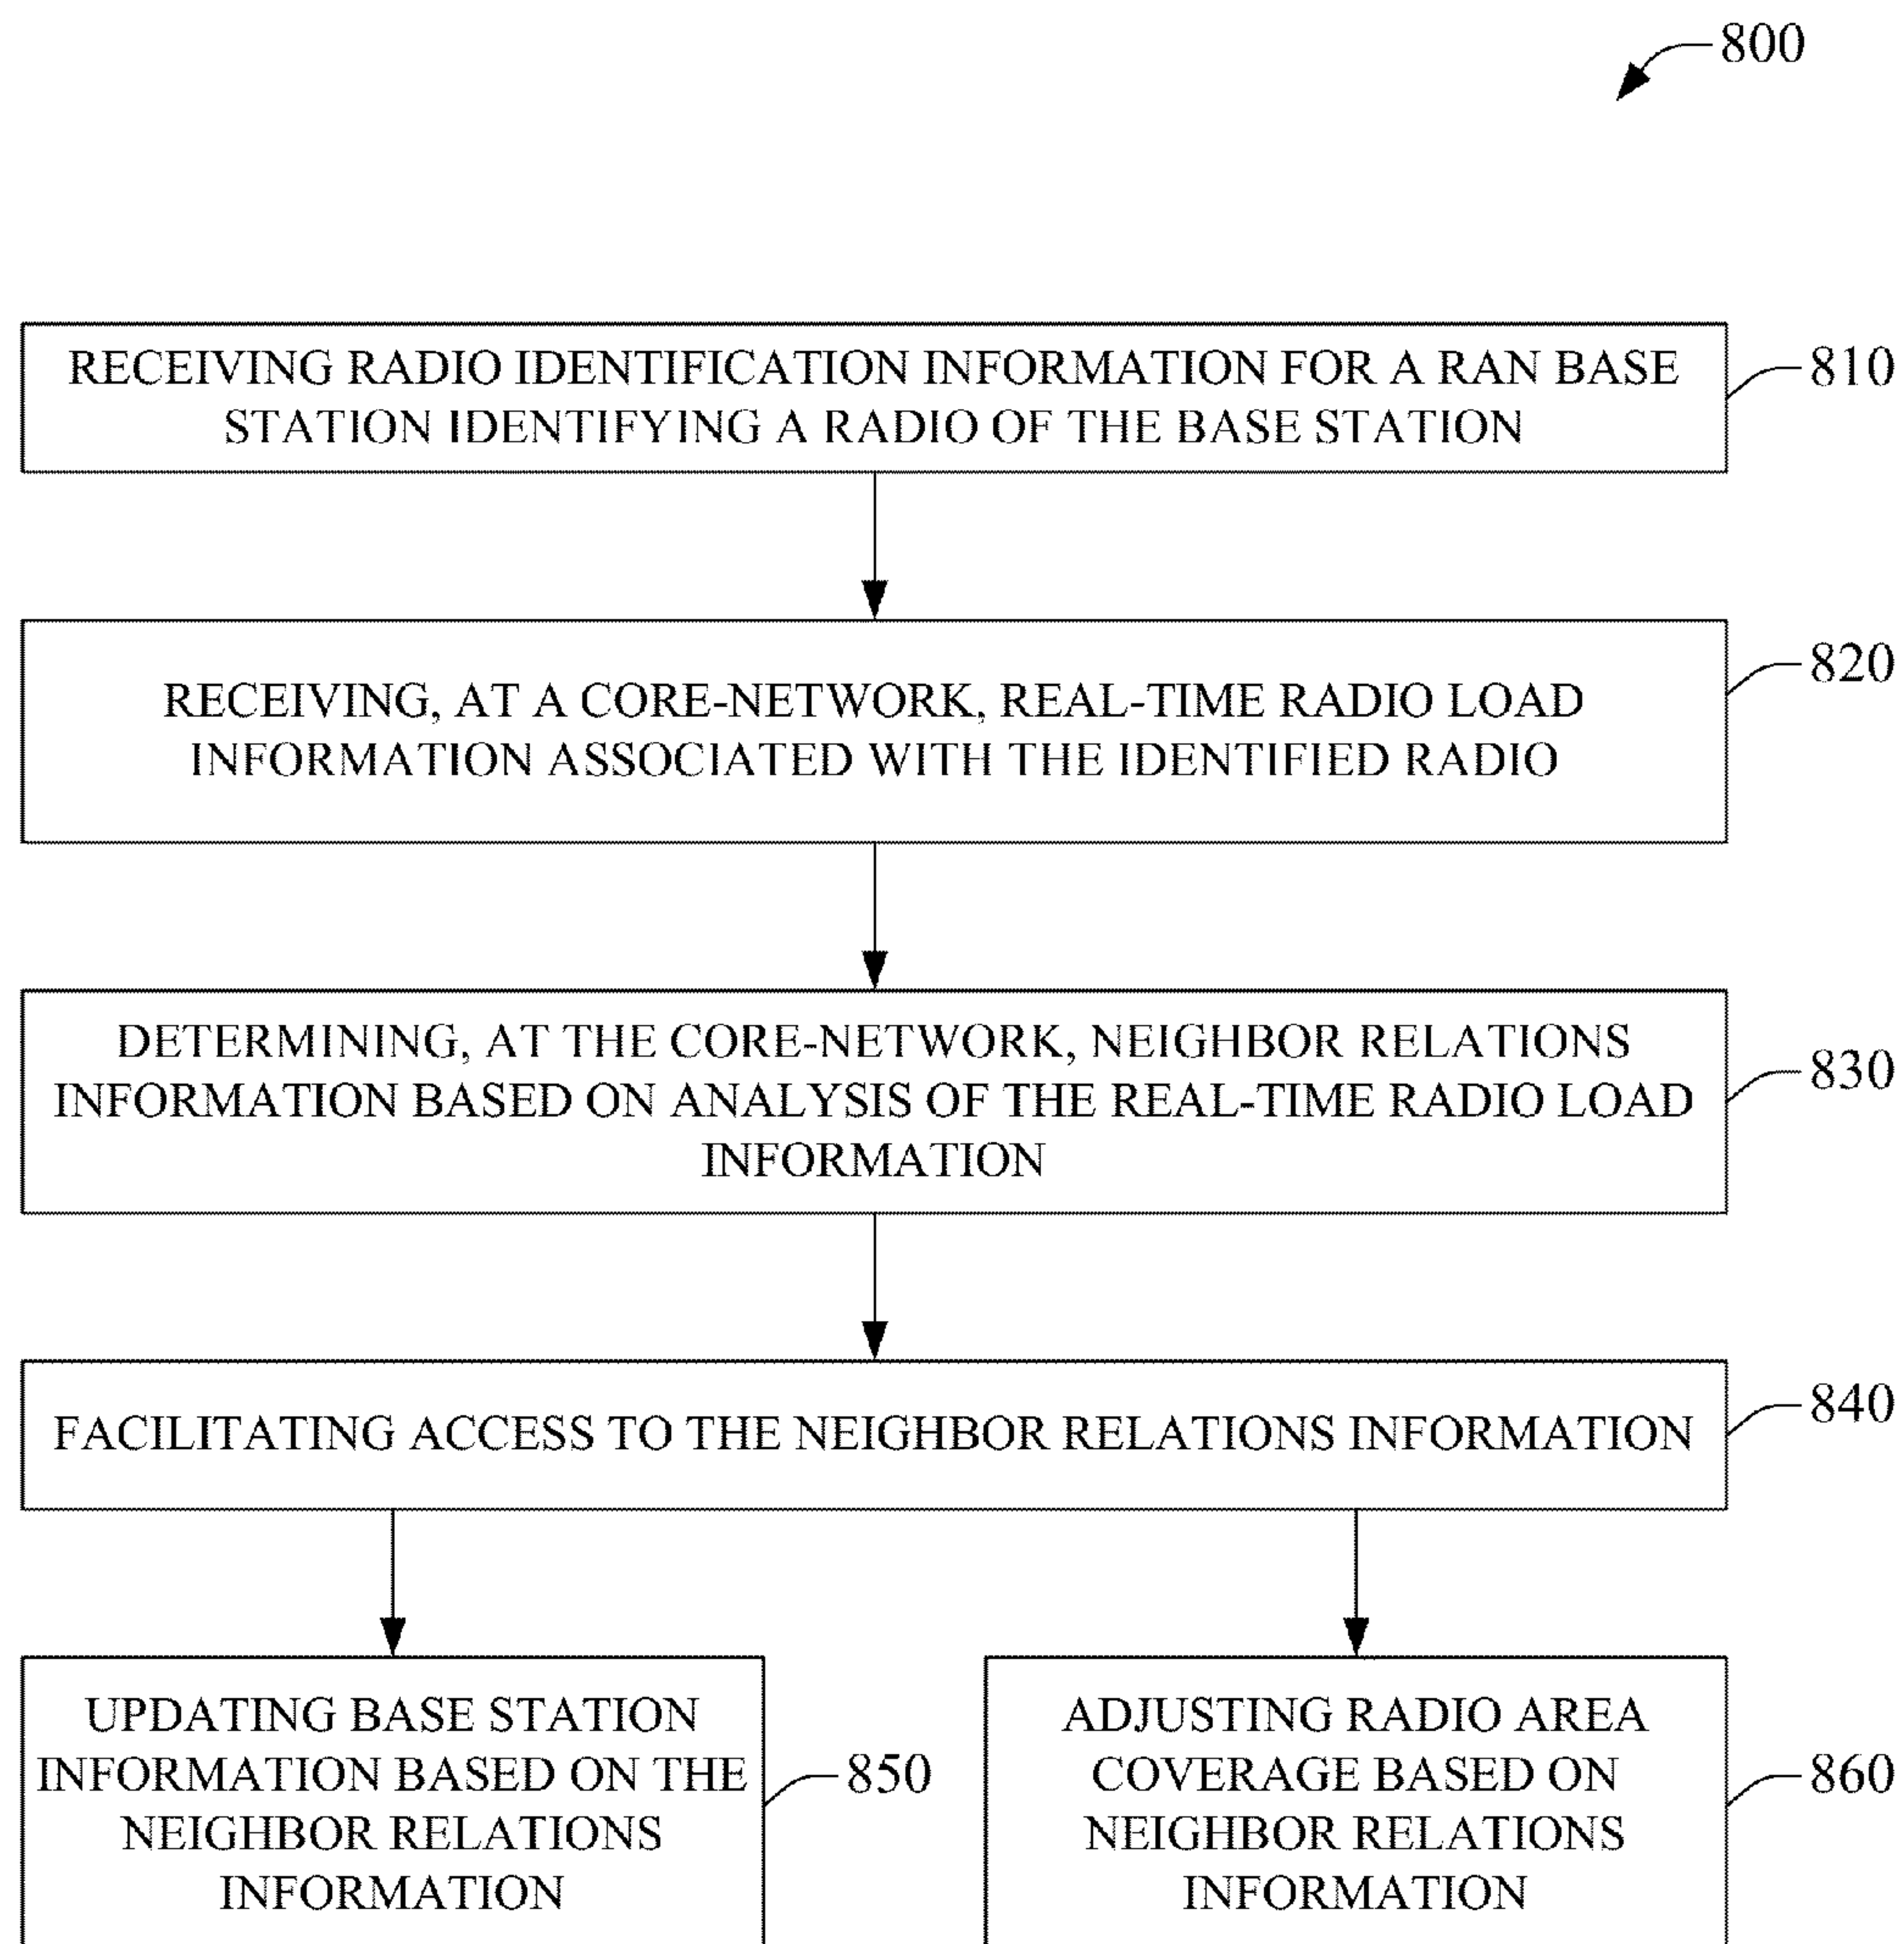 800
RECEIVING RADIO IDENTIFICATION INFORMATION FOR A RAN BASE
STATION IDENTIFYING A RADIO OF THE BASE STATION
810
RECEIVING, AT A CORE-NETWORK, REAL-TIME RADIO LOAD
INFORMATION ASSOCIATED WITH THE IDENTIFIED RADIO
820
DETERMINING, AT THE CORE-NETWORK, NEIGHBOR RELATIONS
INFORMATION BASED ON ANALYSIS OF THE REAL-TIME RADIO LOAD
INFORMATION
830
FACILITATING ACCESS TO THE NEIGHBOR RELATIONS INFORMATION
840
UPDATING BASE STATION
INFORMATION BASED ON THE
NEIGHBOR RELATIONS
INFORMATION
850
ADJUSTING RADIO AREA
COVERAGE BASED ON
NEIGHBOR RELATIONS
INFORMATION
860